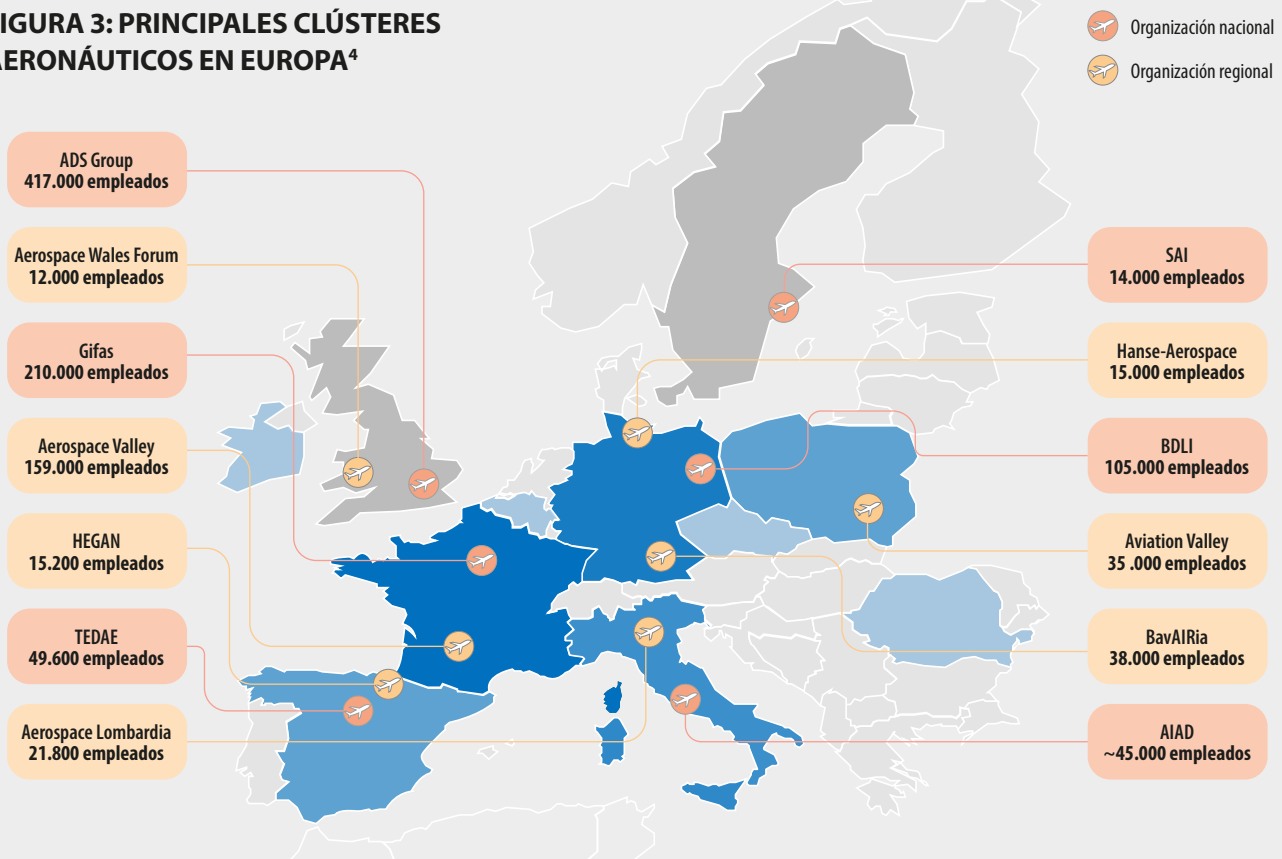 IGURA 3: PRINCIPALES CLÚSTERES
AERONÁUTICOS EN EUROPA⁴
Organización nacional
Organización regional
ADS Group
417.000 empleados
Aerospace Wales Forum
12.000 empleados
Gifas
210.000 empleados
Aerospace Valley
159.000 empleados
HEGAN
15.200 empleados
TEDAE
49.600 empleados
Aerospace Lombardia
21.800 empleados
SAI
14.000 empleados
Hanse-Aerospace
15.000 empleados
BDLI
105.000 empleados
Aviation Valley
35 .000 empleados
BavAIRia
38.000 empleados
AIAD
~45.000 empleados